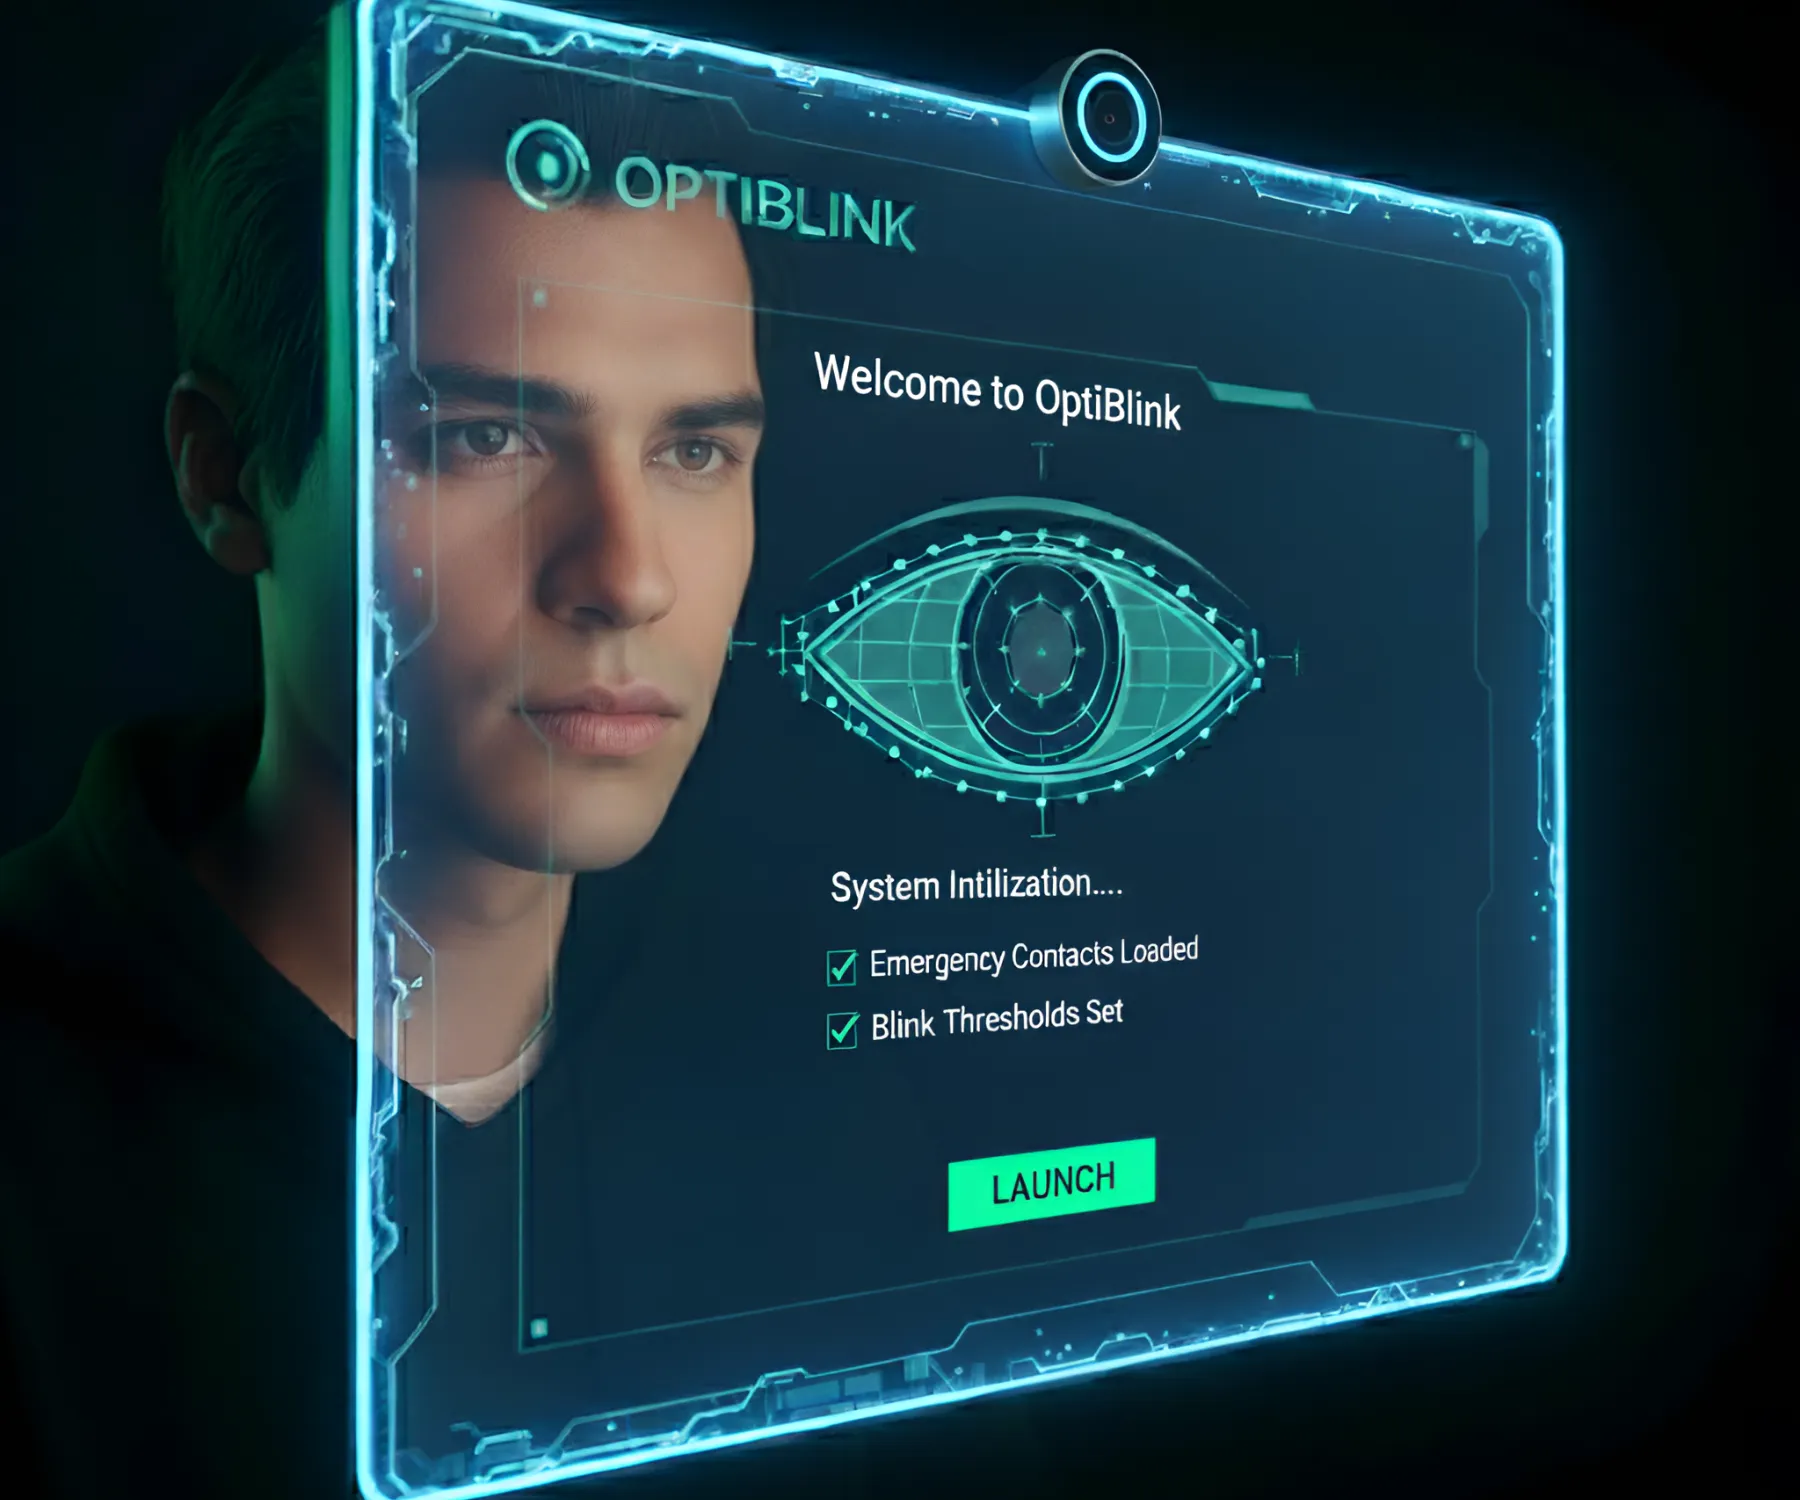 OPTIBLINK
Welcome to OptiBlink
System Intilization....
Emergency Contacts Loaded
Blink Thresholds Set
LAUNCH